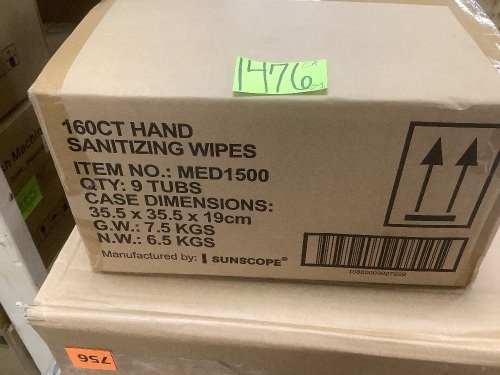 1476
160CT HAND
SANITIZING WIPES
ITEM NO.: MED1500
QTY: 9 TUBS
CASE DIMENSIONS:
35.5 x 35.5 x 19cm
G.W.: 7.5 KGS
N.W.: 6.5 KGS
Manufactured by: SUNSCOPE®
756